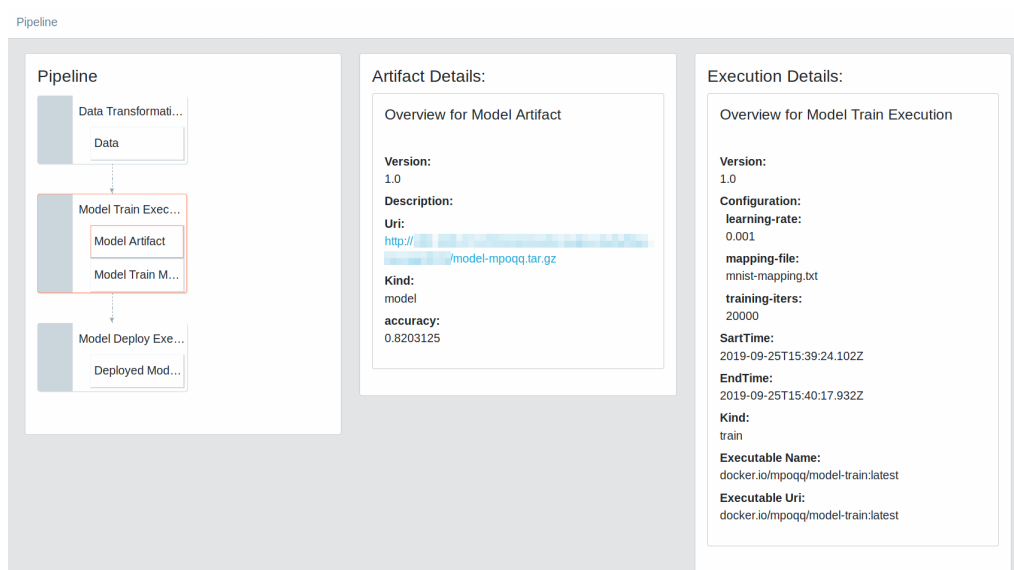 Pipeline
Pipeline
Data Transformati...
Data
Model Train Exec...
Model Artifact
Model Train M...
Model Deploy Exe...
Deployed Mod...
Artifact Details:
Overview for Model Artifact
Version:
1.0
Description:
Uri:
http://
/model-mpoqq.tar.gz
Kind:
model
accuracy:
0.8203125
Execution Details:
Overview for Model Train Execution
Version:
1.0
Configuration:
learning-rate:
0.001
mapping-file:
mnist-mapping.txt
training-iters:
20000
SartTime:
2019-09-25T15:39:24.102Z
EndTime:
2019-09-25T15:40:17.932Z
Kind:
train
Executable Name:
docker.io/mpoqq/model-train:latest
Executable Uri:
docker.io/mpoqq/model-train:latest